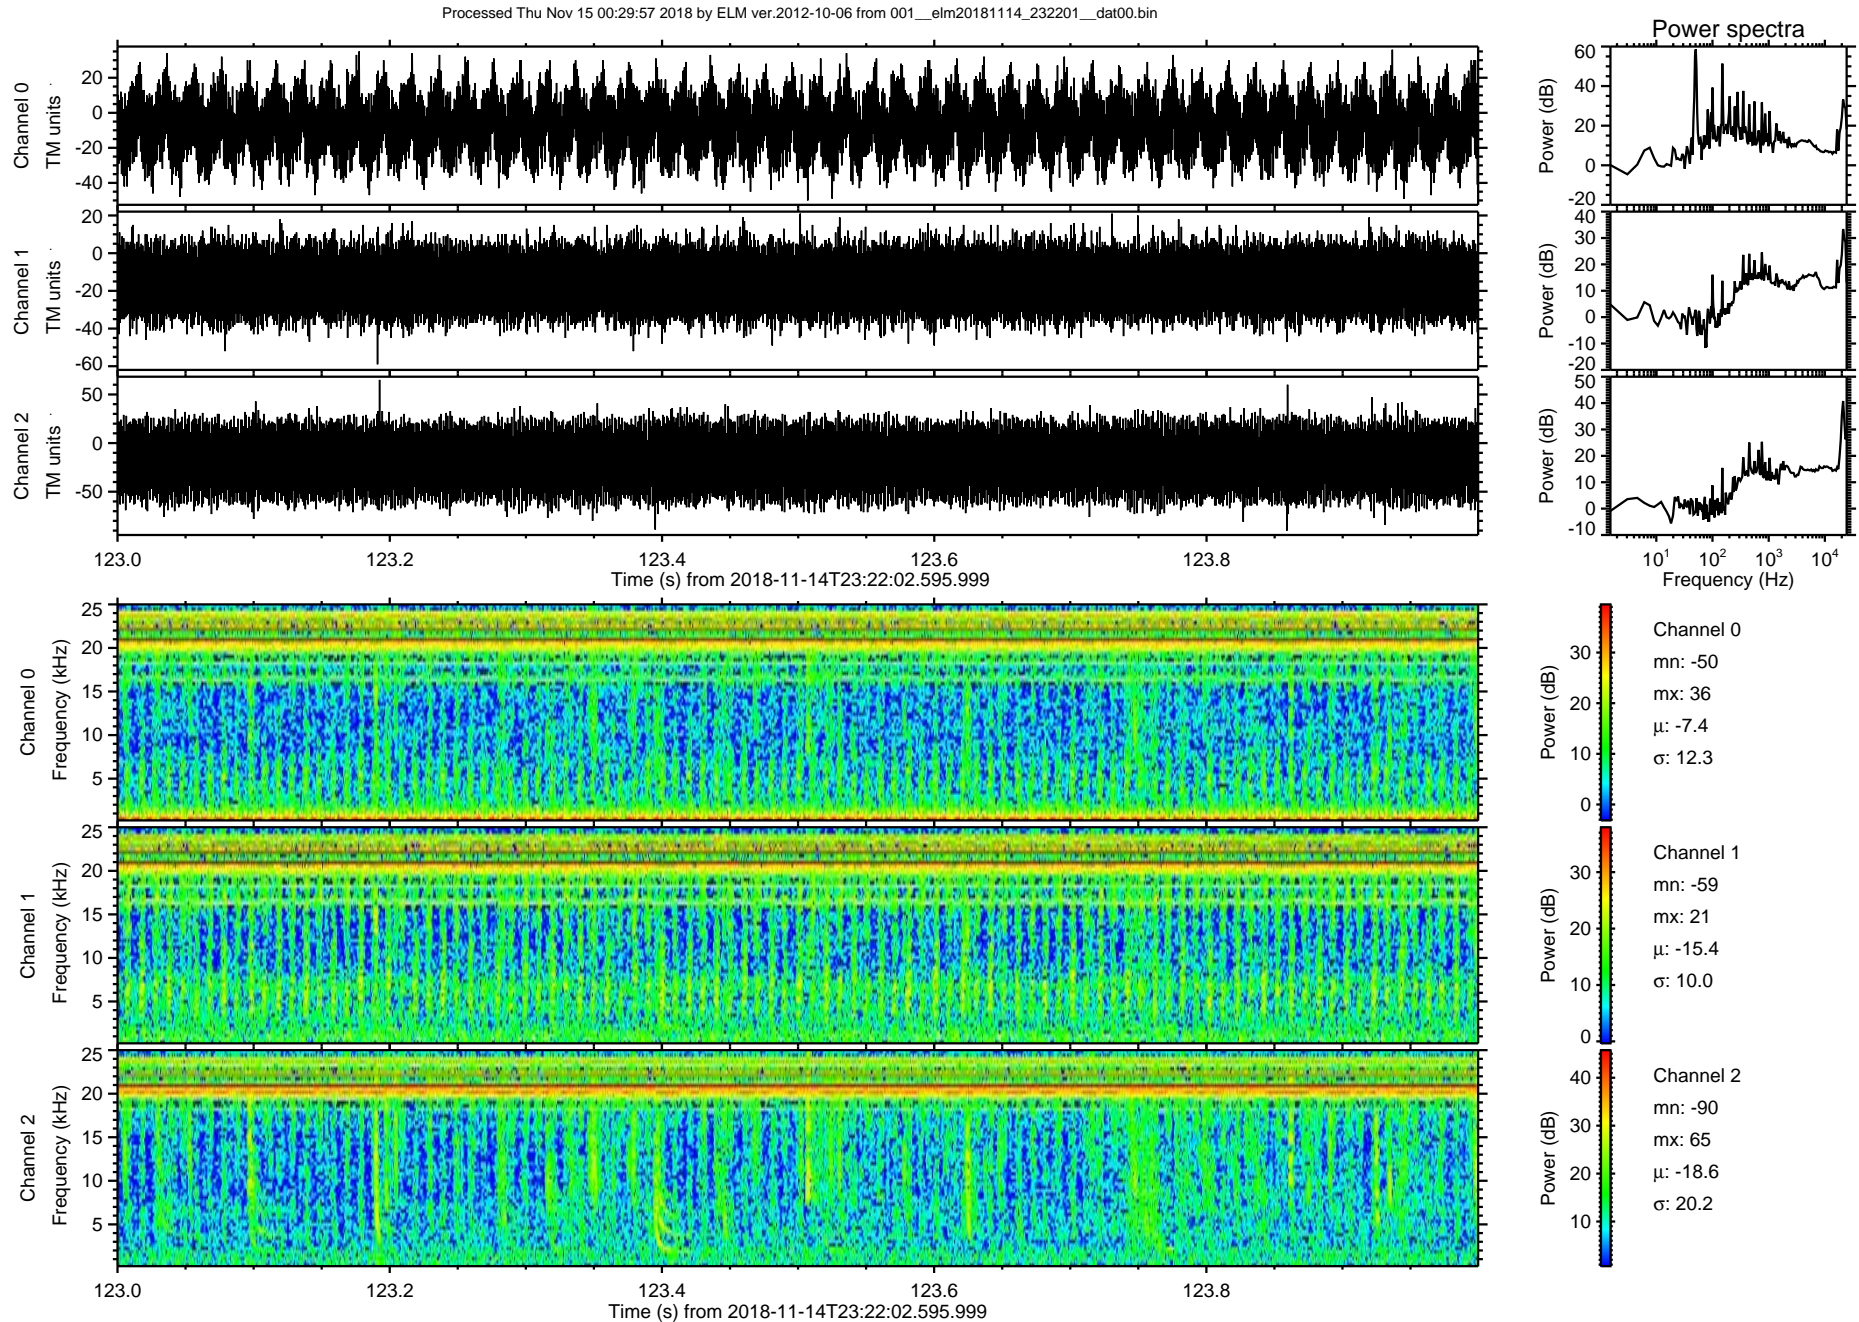 Processed Thu Nov 15 00:29:57 2018 by ELM ver.2012-10-06 from 001__elm20181114_232201__dat00.bin
Power spectra
Channel 0
TM units
20
0
-20
-40
Power (dB)
60
40
20
0
-20
Channel 1
TM units
20
0
-20
-40
-60
Power (dB)
40
30
20
10
0
-10
-20
Channel 2
TM units
50
0
-50
Power (dB)
50
40
30
20
10
0
-10
123.0 123.2 123.4 123.6 123.8
Time (s) from 2018-11-14T23:22:02.595.999
10^1 10^2 10^3 10^4
Frequency (Hz)
Channel 0
Frequency (kHz)
25
20
15
10
5
Power (dB)
30
20
10
0
Channel 0
mn: -50
mx: 36
μ: -7.4
σ: 12.3
Channel 1
Frequency (kHz)
25
20
15
10
5
Power (dB)
30
20
10
0
Channel 1
mn: -59
mx: 21
μ: -15.4
σ: 10.0
Channel 2
Frequency (kHz)
25
20
15
10
5
Power (dB)
40
30
20
10
Channel 2
mn: -90
mx: 65
μ: -18.6
σ: 20.2
123.0 123.2 123.4 123.6 123.8
Time (s) from 2018-11-14T23:22:02.595.999